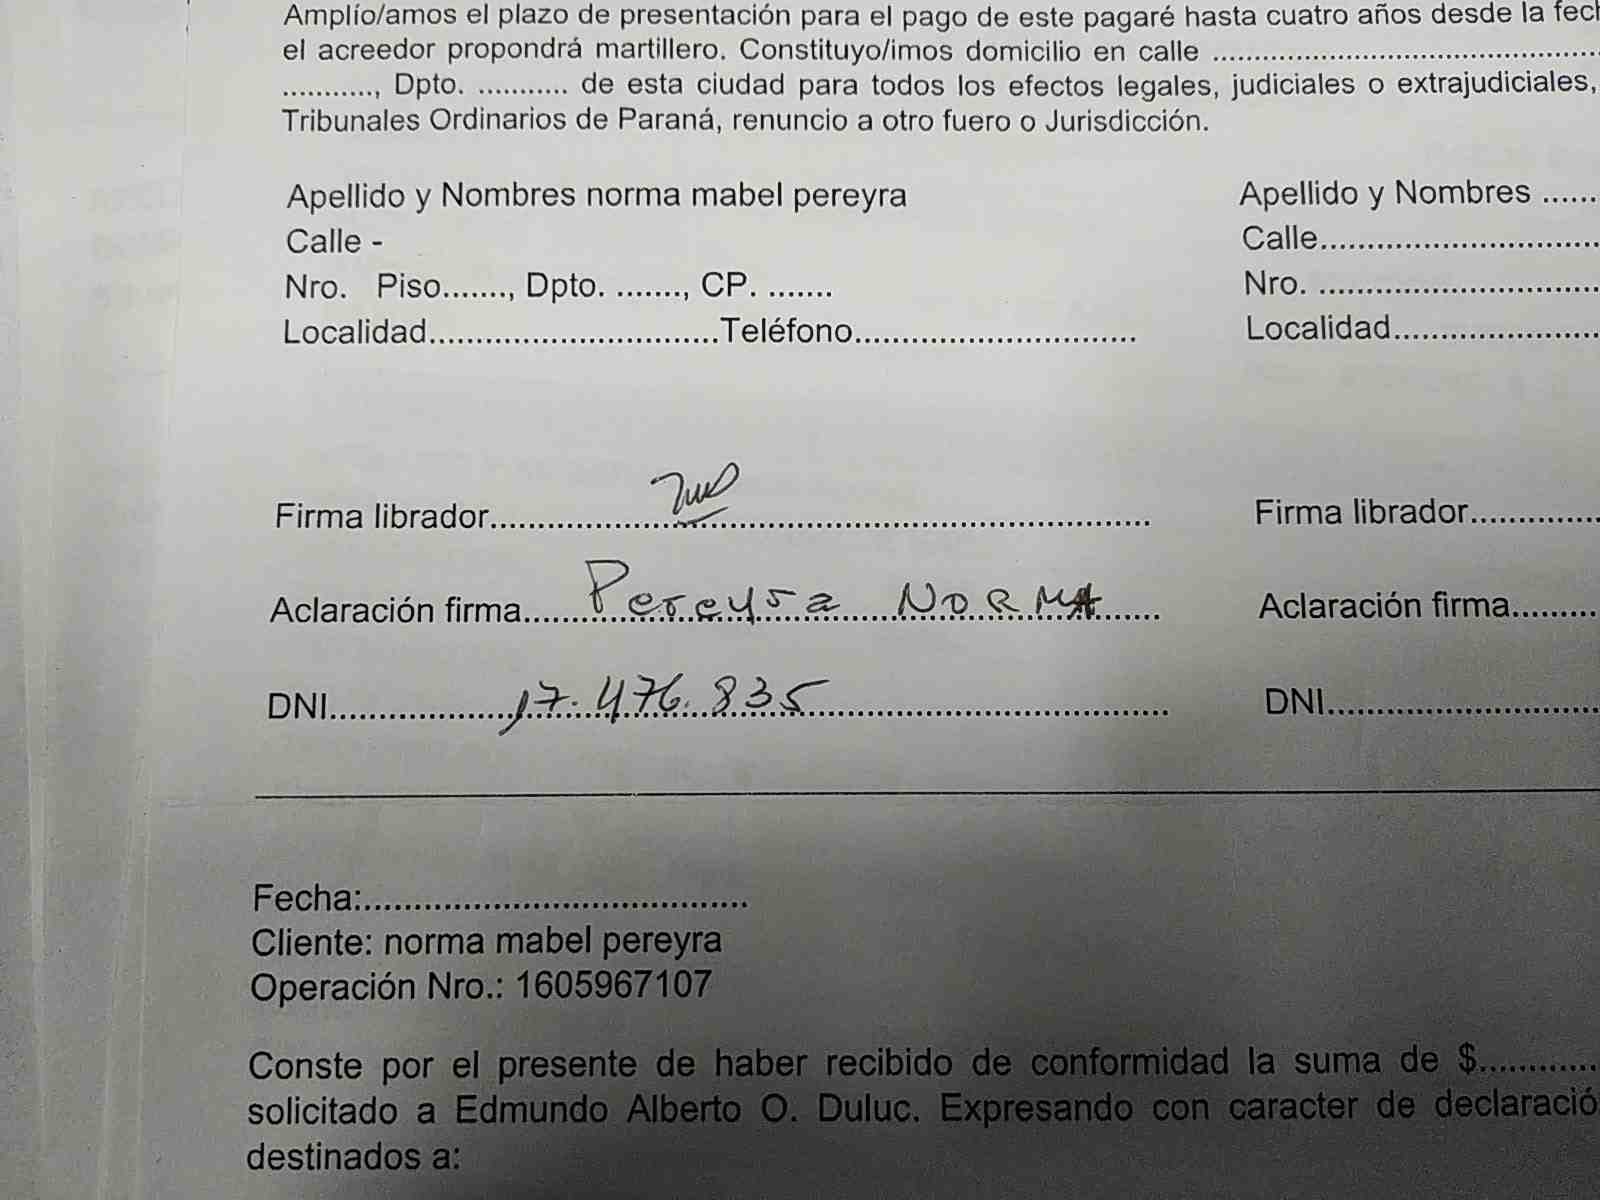 Amplío/amos el plazo de presentación para el pago de este pagaré hasta cuatro años desde la fech
el acreedor propondrá martillero. Constituyo/imos domicilio en calle ........................................
..........., Dpto. ........... de esta ciudad para todos los efectos legales, judiciales o extrajudiciales,
Tribunales Ordinarios de Paraná, renuncio a otro fuero o Jurisdicción.
Apellido y Nombres norma mabel pereyra
Calle -
Nro. Piso......., Dpto. ......., CP. .......
Localidad...............................Teléfono..............................
Apellido y Nombres ......
Calle..............................
Nro. ..............................
Localidad......................
Firma librador......................................................................
Aclaración firma.....Pereyra NORMA.......
DNI....................17.476.835.....................................
Firma librador..............
Aclaración firma.........
DNI.............................
Fecha:.........................................
Cliente: norma mabel pereyra
Operación Nro.: 1605967107
Conste por el presente de haber recibido de conformidad la suma de $.............
solicitado a Edmundo Alberto O. Duluc. Expresando con caracter de declaració
destinados a: